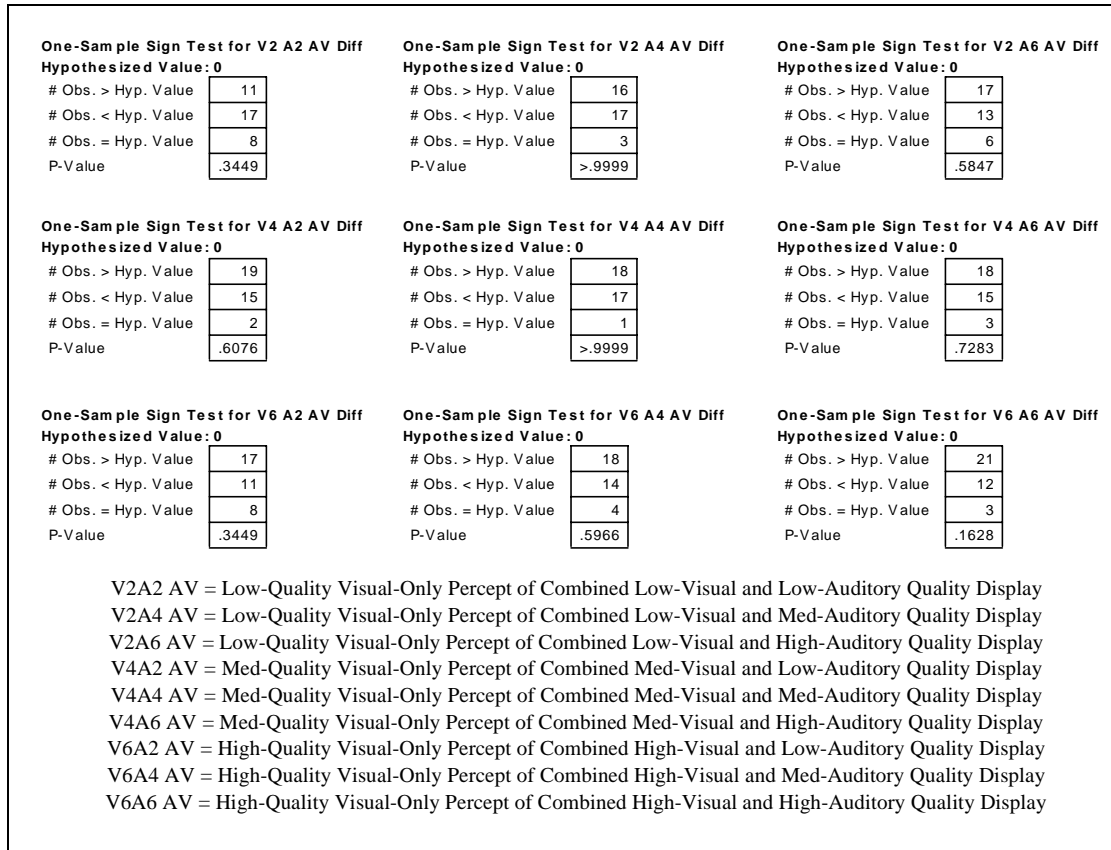 One-Sample Sign Test for V2 A2 AV Diff
Hypothesized Value: 0
# Obs. > Hyp. Value 11
# Obs. < Hyp. Value 17
# Obs. = Hyp. Value 8
P-Value .3449
One-Sample Sign Test for V2 A4 AV Diff
Hypothesized Value: 0
# Obs. > Hyp. Value 16
# Obs. < Hyp. Value 17
# Obs. = Hyp. Value 3
P-Value >.9999
One-Sample Sign Test for V2 A6 AV Diff
Hypothesized Value: 0
# Obs. > Hyp. Value 17
# Obs. < Hyp. Value 13
# Obs. = Hyp. Value 6
P-Value .5847
One-Sample Sign Test for V4 A2 AV Diff
Hypothesized Value: 0
# Obs. > Hyp. Value 19
# Obs. < Hyp. Value 15
# Obs. = Hyp. Value 2
P-Value .6076
One-Sample Sign Test for V4 A4 AV Diff
Hypothesized Value: 0
# Obs. > Hyp. Value 18
# Obs. < Hyp. Value 17
# Obs. = Hyp. Value 1
P-Value >.9999
One-Sample Sign Test for V4 A6 AV Diff
Hypothesized Value: 0
# Obs. > Hyp. Value 18
# Obs. < Hyp. Value 15
# Obs. = Hyp. Value 3
P-Value .7283
One-Sample Sign Test for V6 A2 AV Diff
Hypothesized Value: 0
# Obs. > Hyp. Value 17
# Obs. < Hyp. Value 11
# Obs. = Hyp. Value 8
P-Value .3449
One-Sample Sign Test for V6 A4 AV Diff
Hypothesized Value: 0
# Obs. > Hyp. Value 18
# Obs. < Hyp. Value 14
# Obs. = Hyp. Value 4
P-Value .5966
One-Sample Sign Test for V6 A6 AV Diff
Hypothesized Value: 0
# Obs. > Hyp. Value 21
# Obs. < Hyp. Value 12
# Obs. = Hyp. Value 3
P-Value .1628
V2A2 AV = Low-Quality Visual-Only Percept of Combined Low-Visual and Low-Auditory Quality Display
V2A4 AV = Low-Quality Visual-Only Percept of Combined Low-Visual and Med-Auditory Quality Display
V2A6 AV = Low-Quality Visual-Only Percept of Combined Low-Visual and High-Auditory Quality Display
V4A2 AV = Med-Quality Visual-Only Percept of Combined Med-Visual and Low-Auditory Quality Display
V4A4 AV = Med-Quality Visual-Only Percept of Combined Med-Visual and Med-Auditory Quality Display
V4A6 AV = Med-Quality Visual-Only Percept of Combined Med-Visual and High-Auditory Quality Display
V6A2 AV = High-Quality Visual-Only Percept of Combined High-Visual and Low-Auditory Quality Display
V6A4 AV = High-Quality Visual-Only Percept of Combined High-Visual and Med-Auditory Quality Display
V6A6 AV = High-Quality Visual-Only Percept of Combined High-Visual and High-Auditory Quality Display